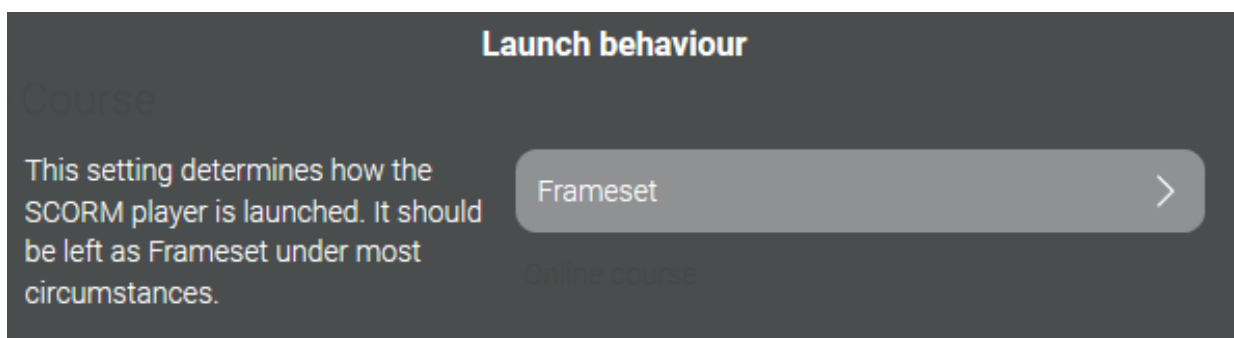 Launch behaviour
Course
This setting determines how the
SCORM player is launched. It should
be left as Frameset under most
circumstances.
Frameset
Online course